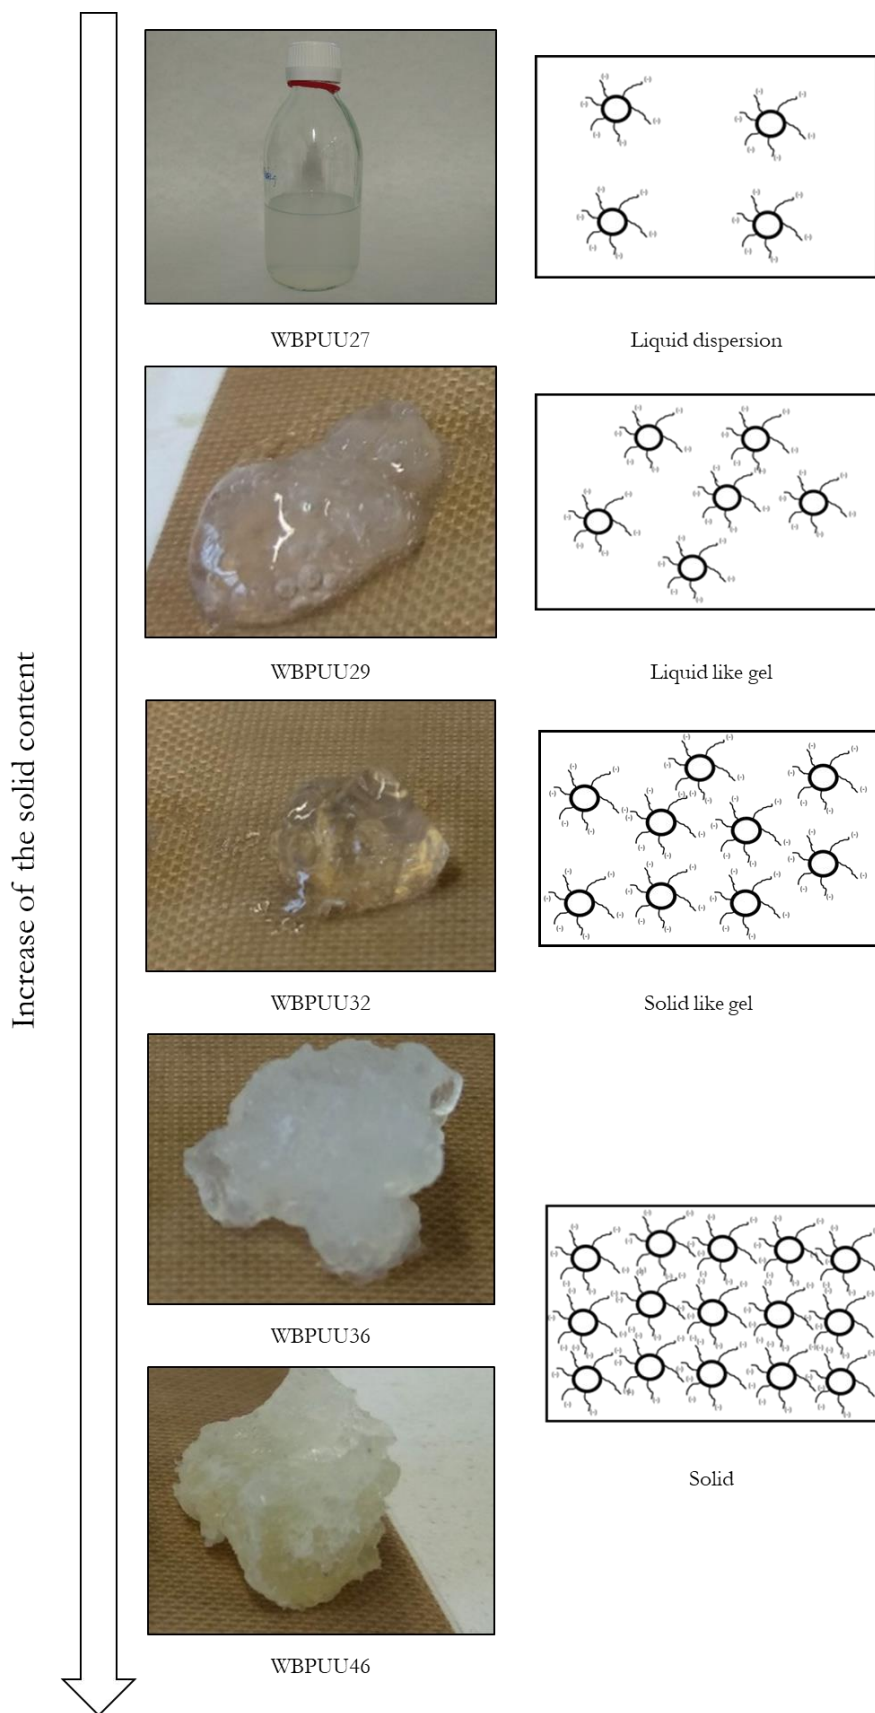 Increase of the solid content
WBPUU27
Liquid dispersion
WBPUU29
Liquid like gel
WBPUU32
Solid like gel
WBPUU36
Solid
WBPUU46